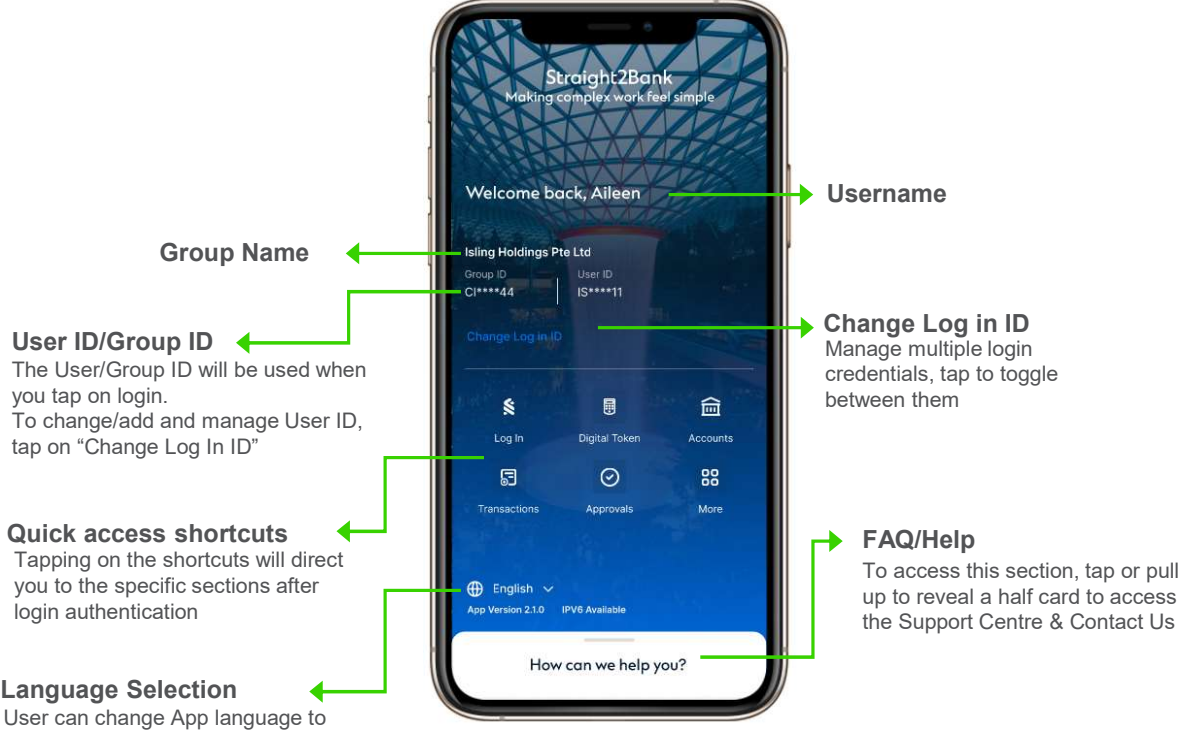 Straight2Bank
Making complex work feel simple
Welcome back, Aileen
Username
Group Name
Isling Holdings Pte Ltd
Group ID
User ID
CI****44
IS****11
Change Log in ID
User ID/Group ID
The User/Group ID will be used when
you tap on login.
To change/add and manage User ID,
tap on “Change Log In ID”
Change Log in ID
Manage multiple login
credentials, tap to toggle
between them
Log In
Digital Token
Accounts
Transactions
Approvals
More
Quick access shortcuts
Tapping on the shortcuts will direct
you to the specific sections after
login authentication
FAQ/Help
To access this section, tap or pull
up to reveal a half card to access
the Support Centre & Contact Us
English
App Version 2.1.0
IPV6 Available
How can we help you?
Language Selection
User can change App language to